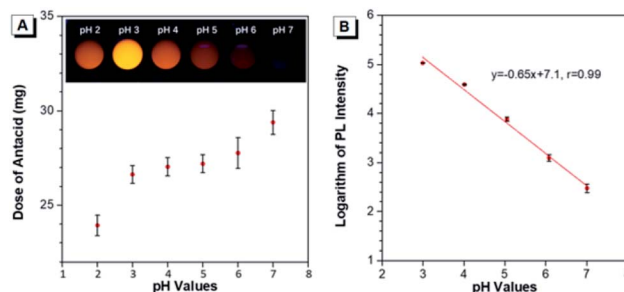 A
pH 2 pH 3 pH 4 pH 5 pH 6 pH 7
35
30
25
Dose of Antacid (mg)
1 2 3 4 5 6 7 8
pH Values
B
y=-0.65x+7.1, r=0.99
6
5
4
3
2
1
Logarithm of PL Intensity
2 3 4 5 6 7 8
pH Values